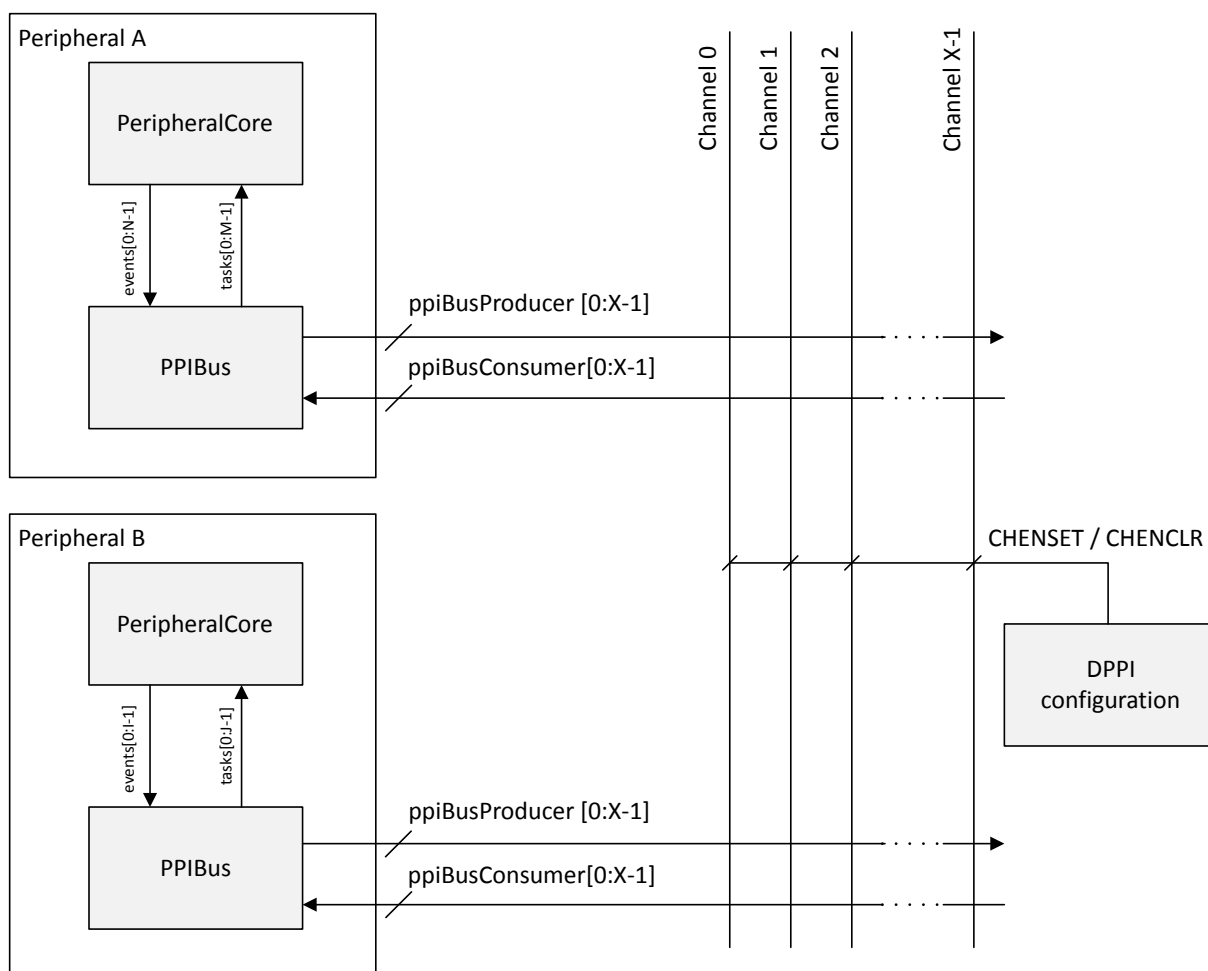 Peripheral A
PeripheralCore
events[0:N-1]
tasks[0:M-1]
PPIBus
ppiBusProducer [0:X-1]
ppiBusConsumer[0:X-1]
Channel 0
Channel 1
Channel 2
Channel X-1
Peripheral B
PeripheralCore
events[0:I-1]
tasks[0:J-1]
PPIBus
ppiBusProducer [0:X-1]
ppiBusConsumer[0:X-1]
CHENSET / CHENCLR
DPPI
configuration